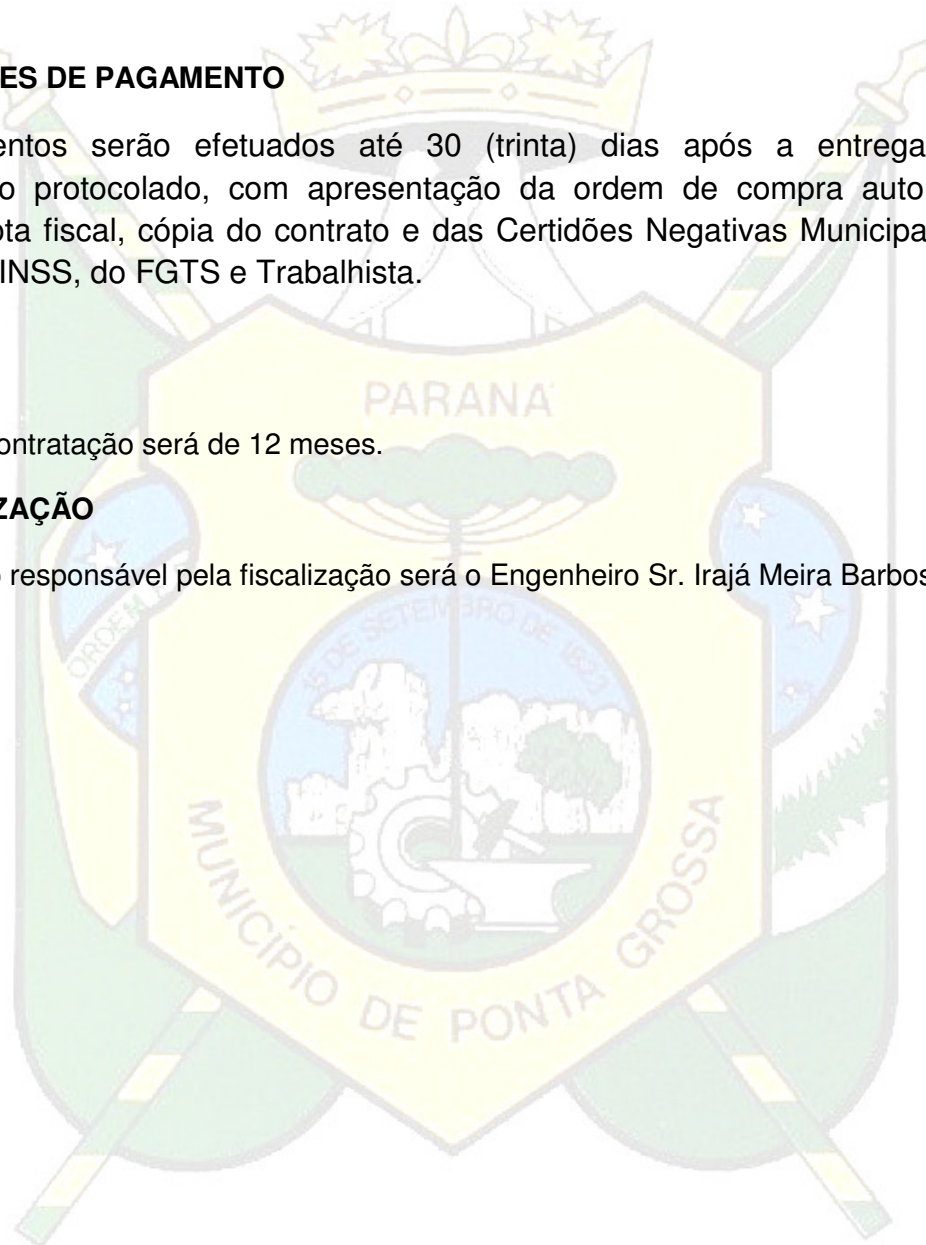 ES DE PAGAMENTO
entos serão efetuados até 30 (trinta) dias após a entrega
o protocolado, com apresentação da ordem de compra auto
ota fiscal, cópia do contrato e das Certidões Negativas Municipa
INSS, do FGTS e Trabalhista.
PARANÁ
ontratação será de 12 meses.
ZAÇÃO
o responsável pela fiscalização será o Engenheiro Sr. Irajá Meira Barbos
ORDEM E
15 DE SETEMBRO DE 1823
MUNICÍPIO DE PONTA GROSSA